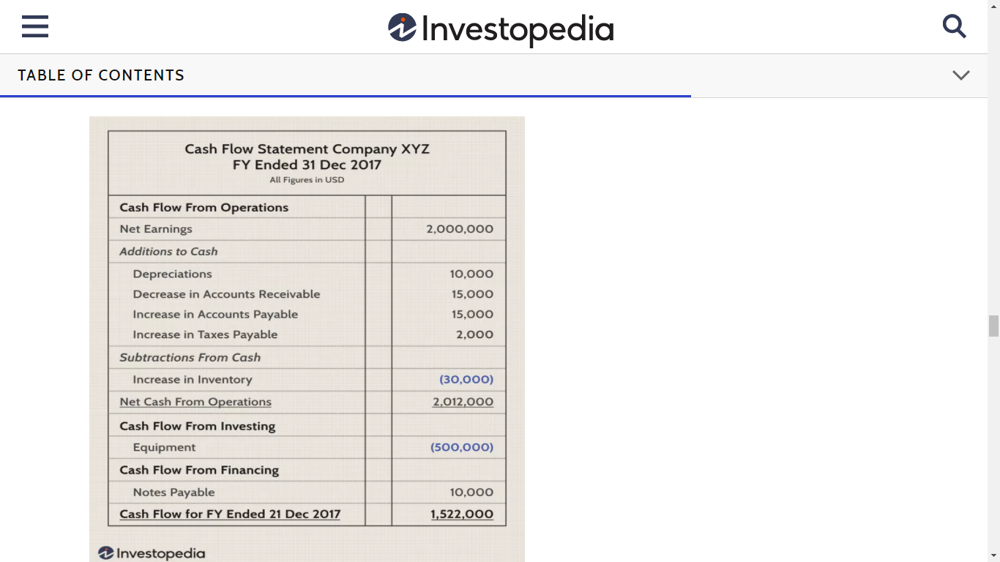 Investopedia
TABLE OF CONTENTS
Cash Flow Statement Company XYZ
FY Ended 31 Dec 2017
All Figures in USD
Cash Flow From Operations
Net Earnings 2,000,000
Additions to Cash
Depreciations 10,000
Decrease in Accounts Receivable 15,000
Increase in Accounts Payable 15,000
Increase in Taxes Payable 2,000
Subtractions From Cash
Increase in Inventory (30,000)
Net Cash From Operations 2,012,000
Cash Flow From Investing
Equipment (500,000)
Cash Flow From Financing
Notes Payable 10,000
Cash Flow for FY Ended 21 Dec 2017 1,522,000
Investopedia